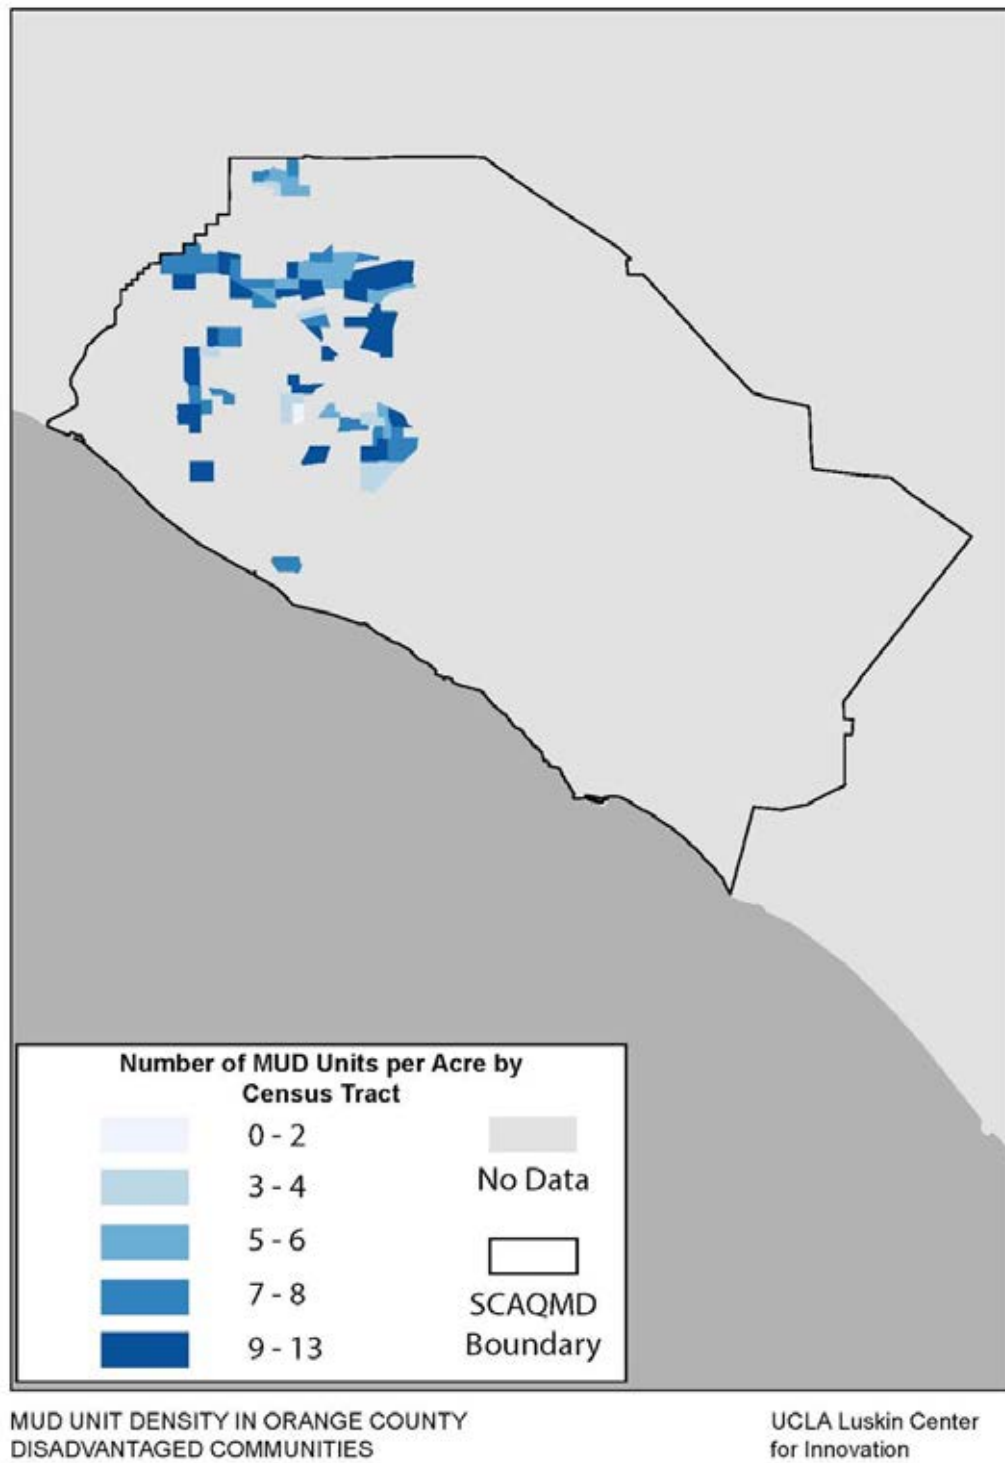 Number of MUD Units per Acre by
Census Tract
0 - 2
3 - 4
5 - 6
7 - 8
9 - 13
No Data
SCAQMD
Boundary
MUD UNIT DENSITY IN ORANGE COUNTY
DISADVANTAGED COMMUNITIES
UCLA Luskin Center
for Innovation